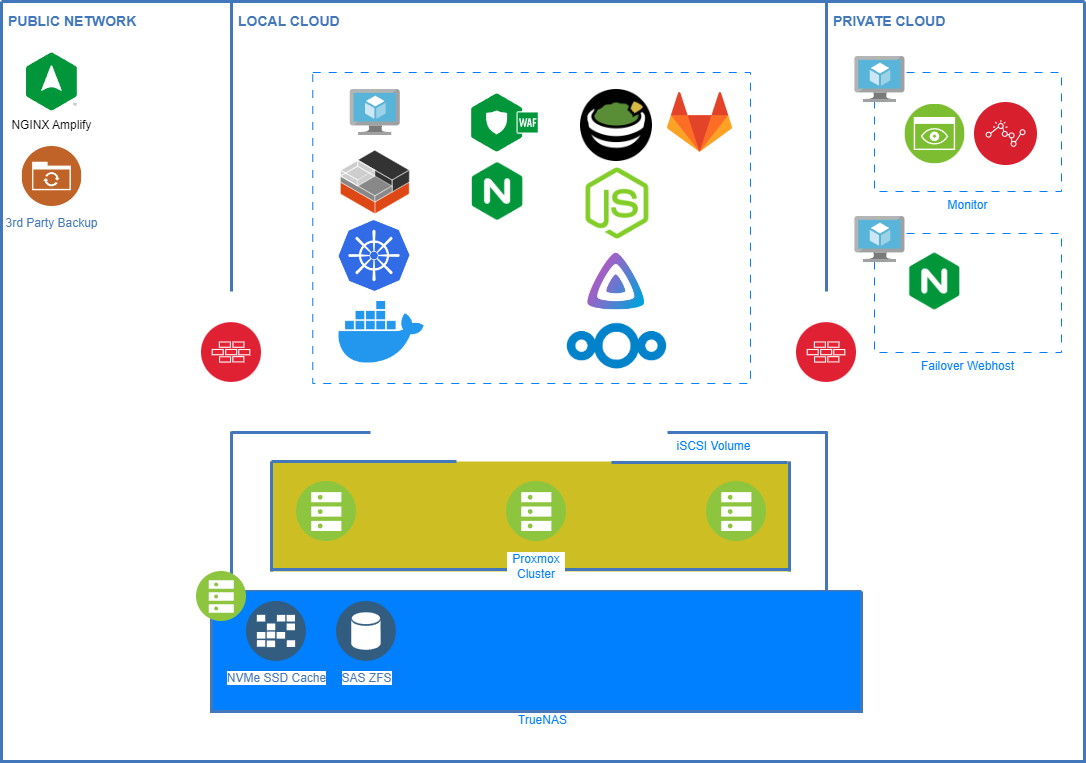 PUBLIC NETWORK
LOCAL CLOUD
PRIVATE CLOUD
NGINX Amplify
3rd Party Backup
WAF
N
JS
Monitor
N
Failover Webhost
iSCSI Volume
Proxmox
Cluster
NVMe SSD Cache
SAS ZFS
TrueNAS